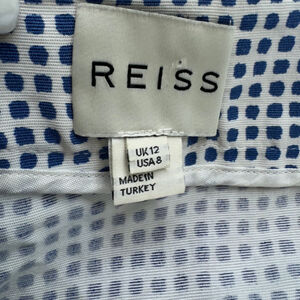 REISS
UK 12
USA 8
MADE IN
TURKEY